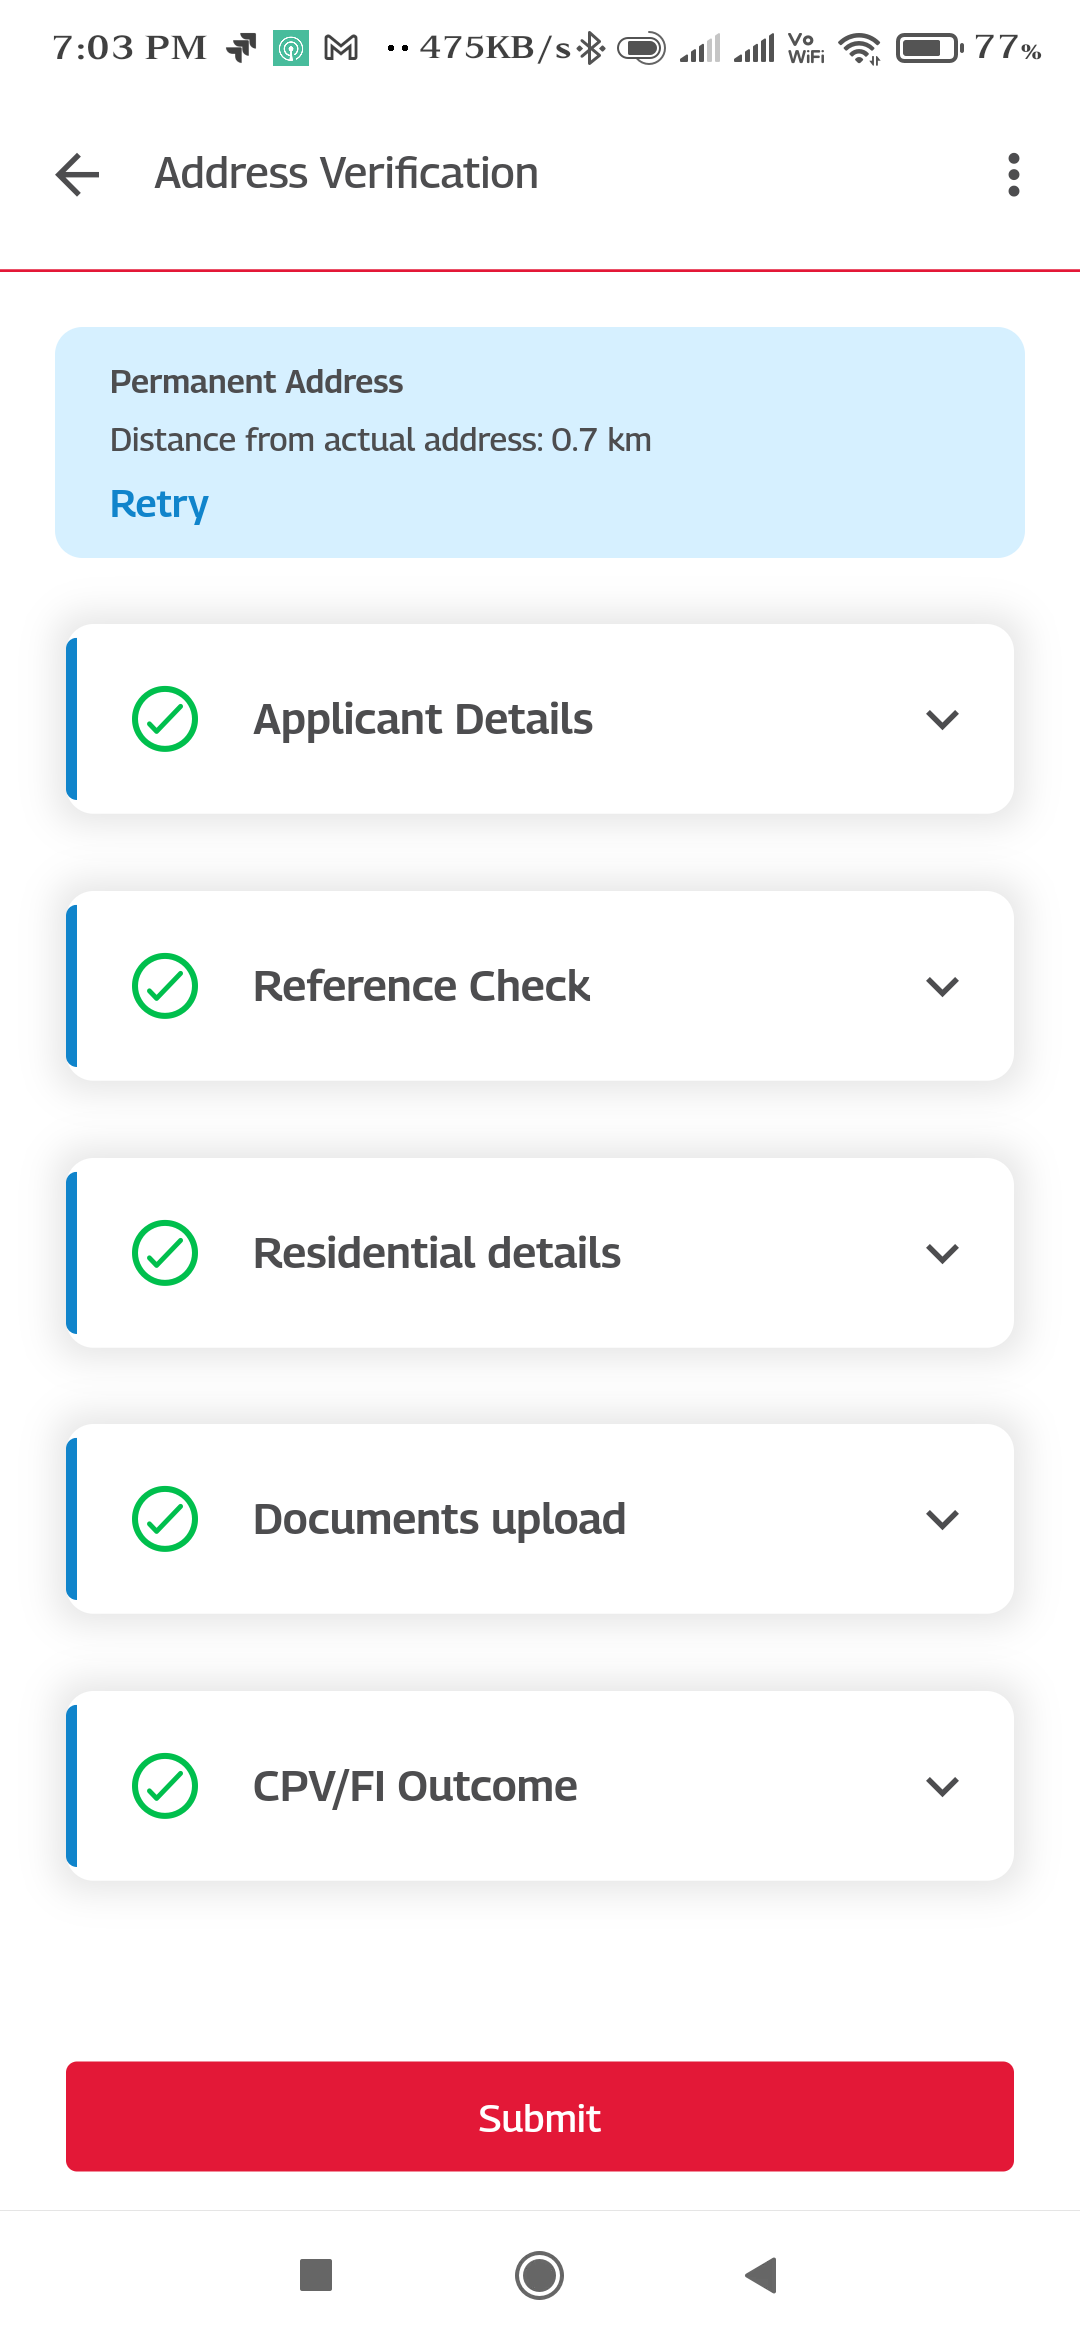 7:03 PM 475KB/s Vo WiFi 77%
Address Verification
Permanent Address
Distance from actual address: 0.7 km
Retry
Applicant Details
Reference Check
Residential details
Documents upload
CPV/FI Outcome
Submit